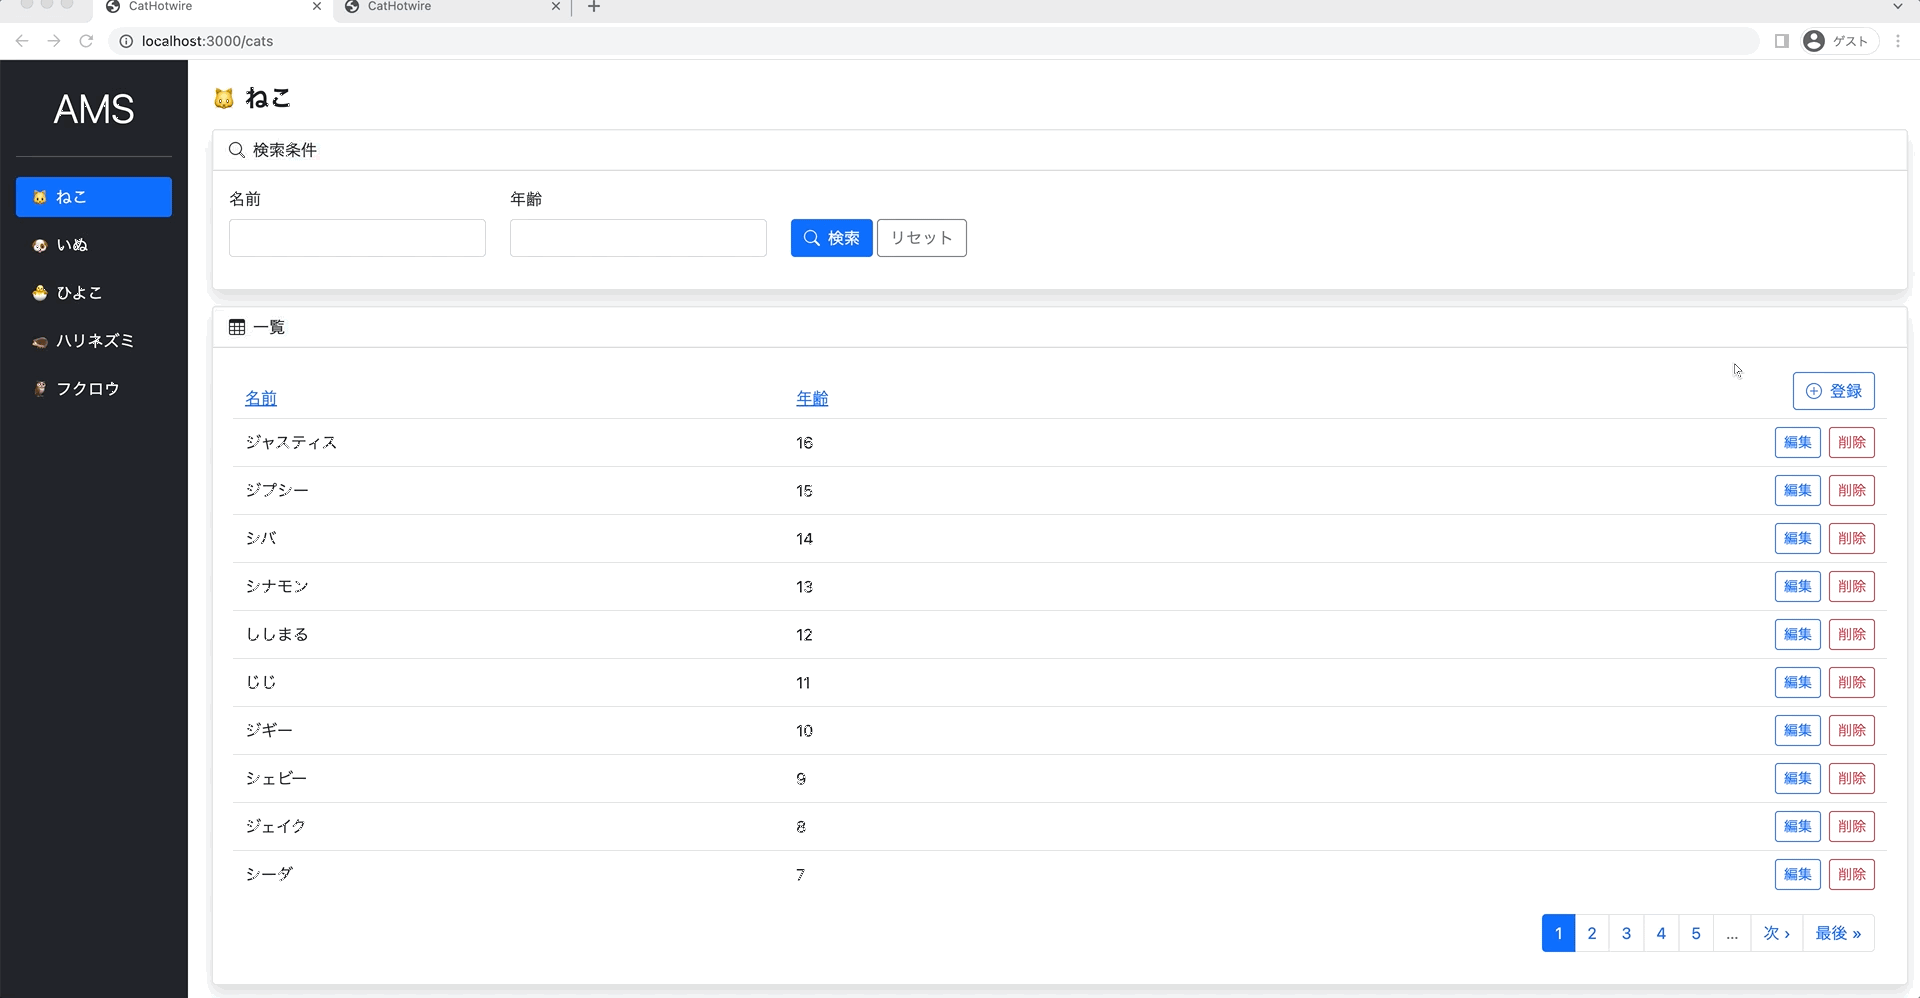 CatHotwire
CatHotwire
localhost:3000/cats
ゲスト
AMS
ねこ
いぬ
ひよこ
ハリネズミ
フクロウ
ねこ
検索条件
名前
年齢
検索
リセット
一覧
名前 年齢 登録
ジャスティス 16 編集 削除
ジプシー 15 編集 削除
シバ 14 編集 削除
シナモン 13 編集 削除
ししまる 12 編集 削除
じじ 11 編集 削除
ジギー 10 編集 削除
シェビー 9 編集 削除
ジェイク 8 編集 削除
シーダ 7 編集 削除
1 2 3 4 5 ... 次 › 最後 »